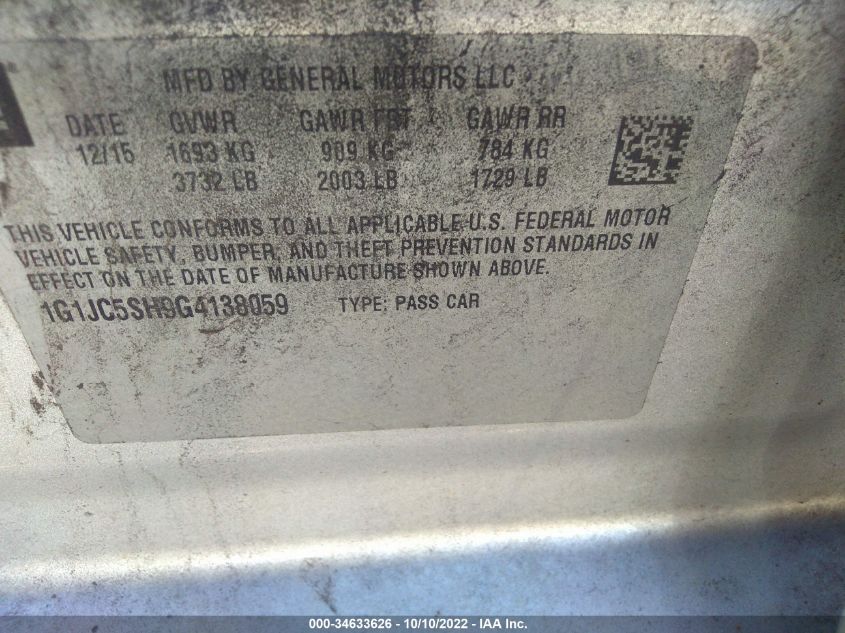 MFD BY GENERAL MOTORS LLC
DATE GVWR GAWR FRT GAWR RR
12/15 1693 KG 909 KG 784 KG
3732 LB 2003 LB 1729 LB
THIS VEHICLE CONFORMS TO ALL APPLICABLE U.S. FEDERAL MOTOR
VEHICLE SAFETY, BUMPER, AND THEFT PREVENTION STANDARDS IN
EFFECT ON THE DATE OF MANUFACTURE SHOWN ABOVE.
1G1JC5SH9G4138059 TYPE: PASS CAR
000-34633626 - 10/10/2022 - IAA Inc.